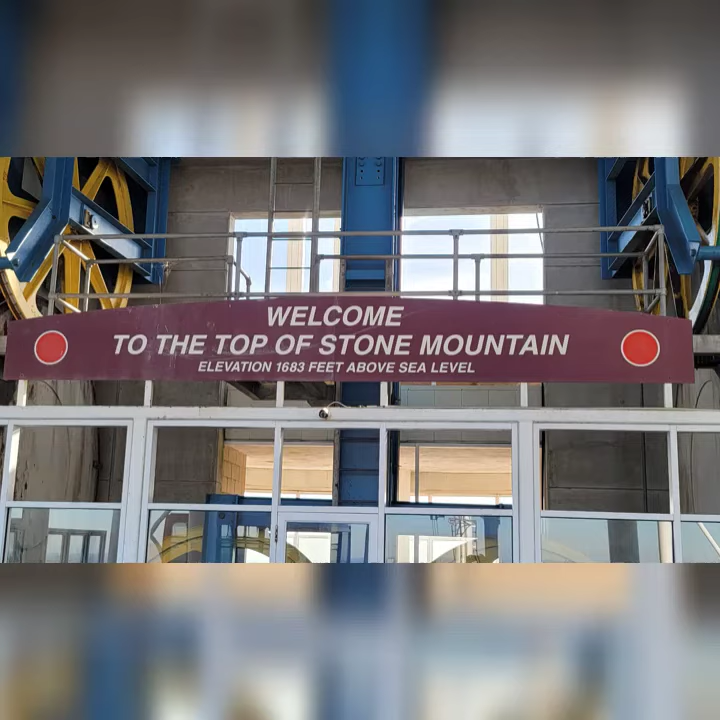 WELCOME
TO THE TOP OF STONE MOUNTAIN
ELEVATION 1683 FEET ABOVE SEA LEVEL